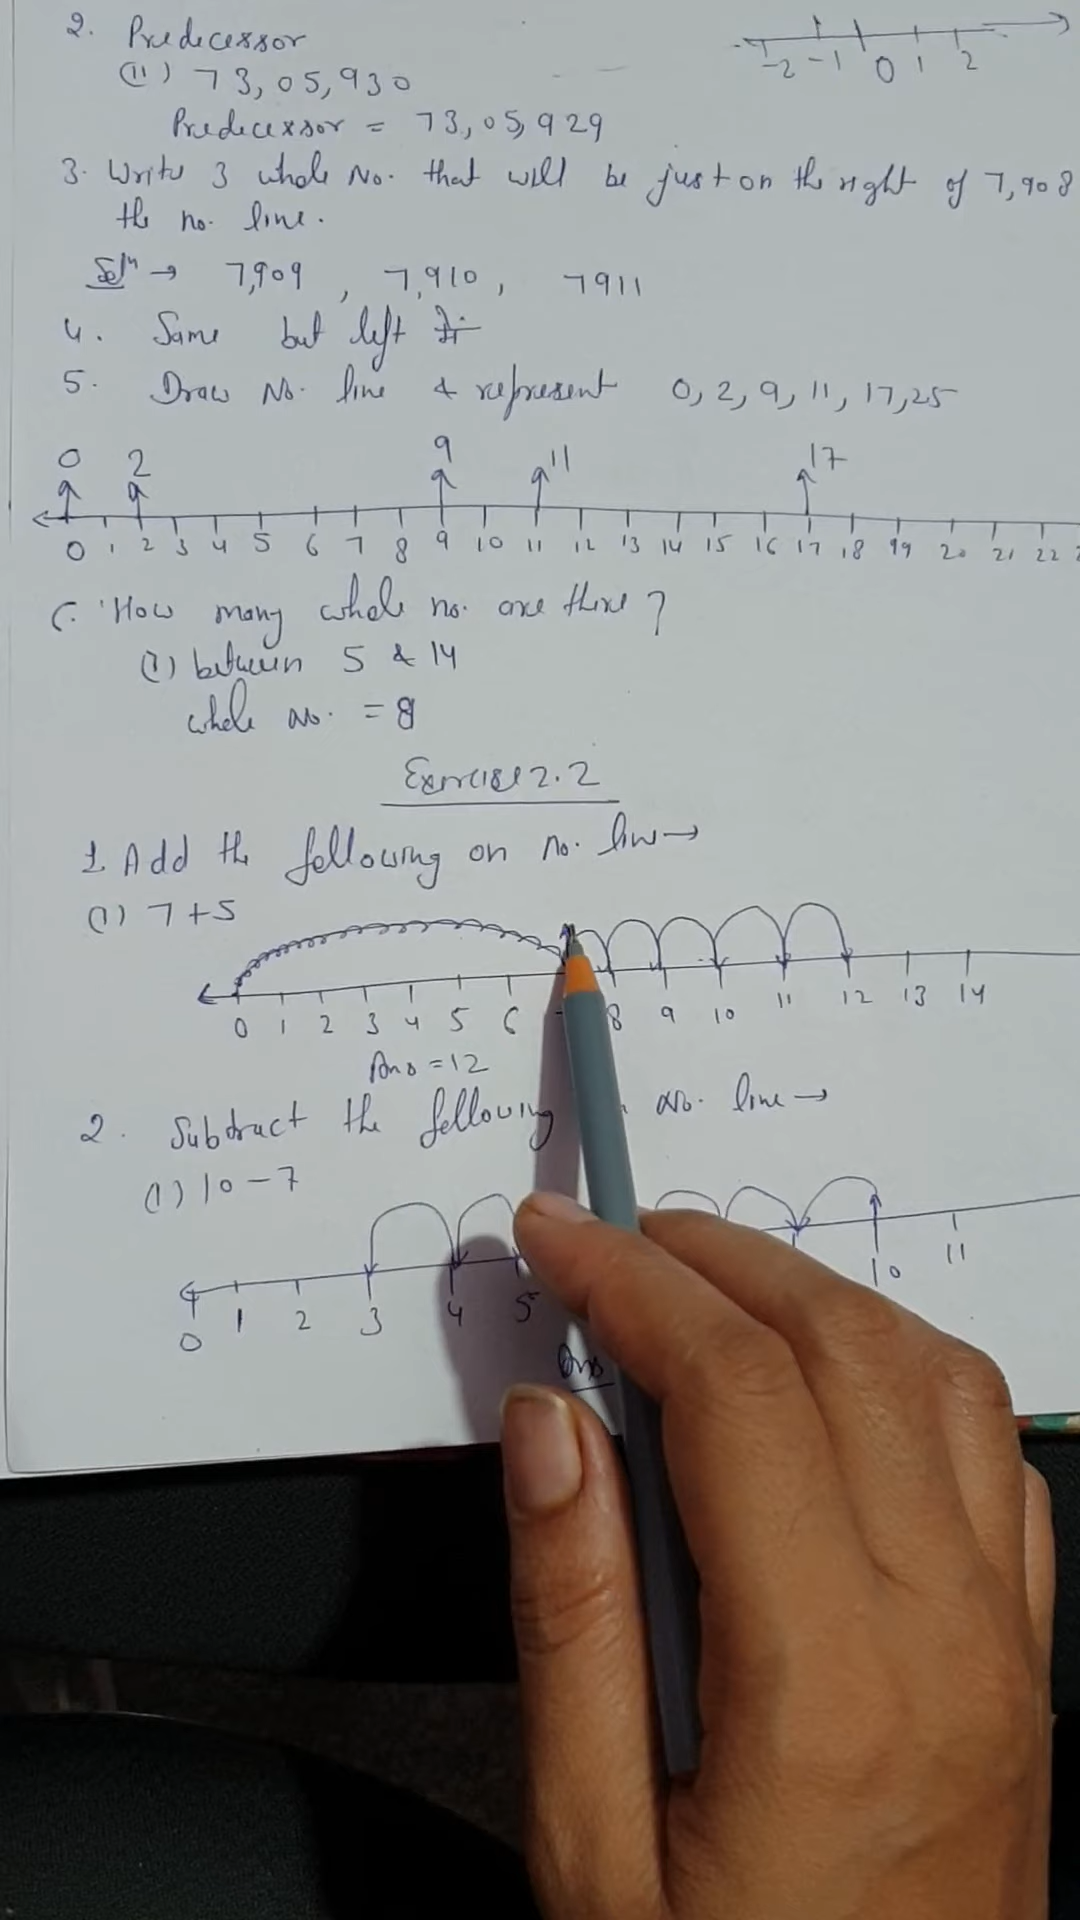 2. Predecessor
-2 -1 0 1 2
(ii) 73,05,930
Predecessor = 73,05,929
3. Write 3 whole No. that will be just on the right of 7,908
the no. line.
Solⁿ → 7,909 , 7,910 , 7911
4. Same but left
5. Draw No. line & represent 0, 2, 9, 11, 17, 25
0 2 9 11 17
0 1 2 3 4 5 6 7 8 9 10 11 12 13 14 15 16 17 18 19 20 21 22
6. How many whole no. are there?
(i) between 5 & 14
whole no. = 8
Exercise 2.2
1. Add the following on no. line →
(i) 7+5
0 1 2 3 4 5 6 8 9 10 11 12 13 14
Ans = 12
2. Subtract the following no. line →
(i) 10 - 7
0 1 2 3 4 5 10 11
Ans